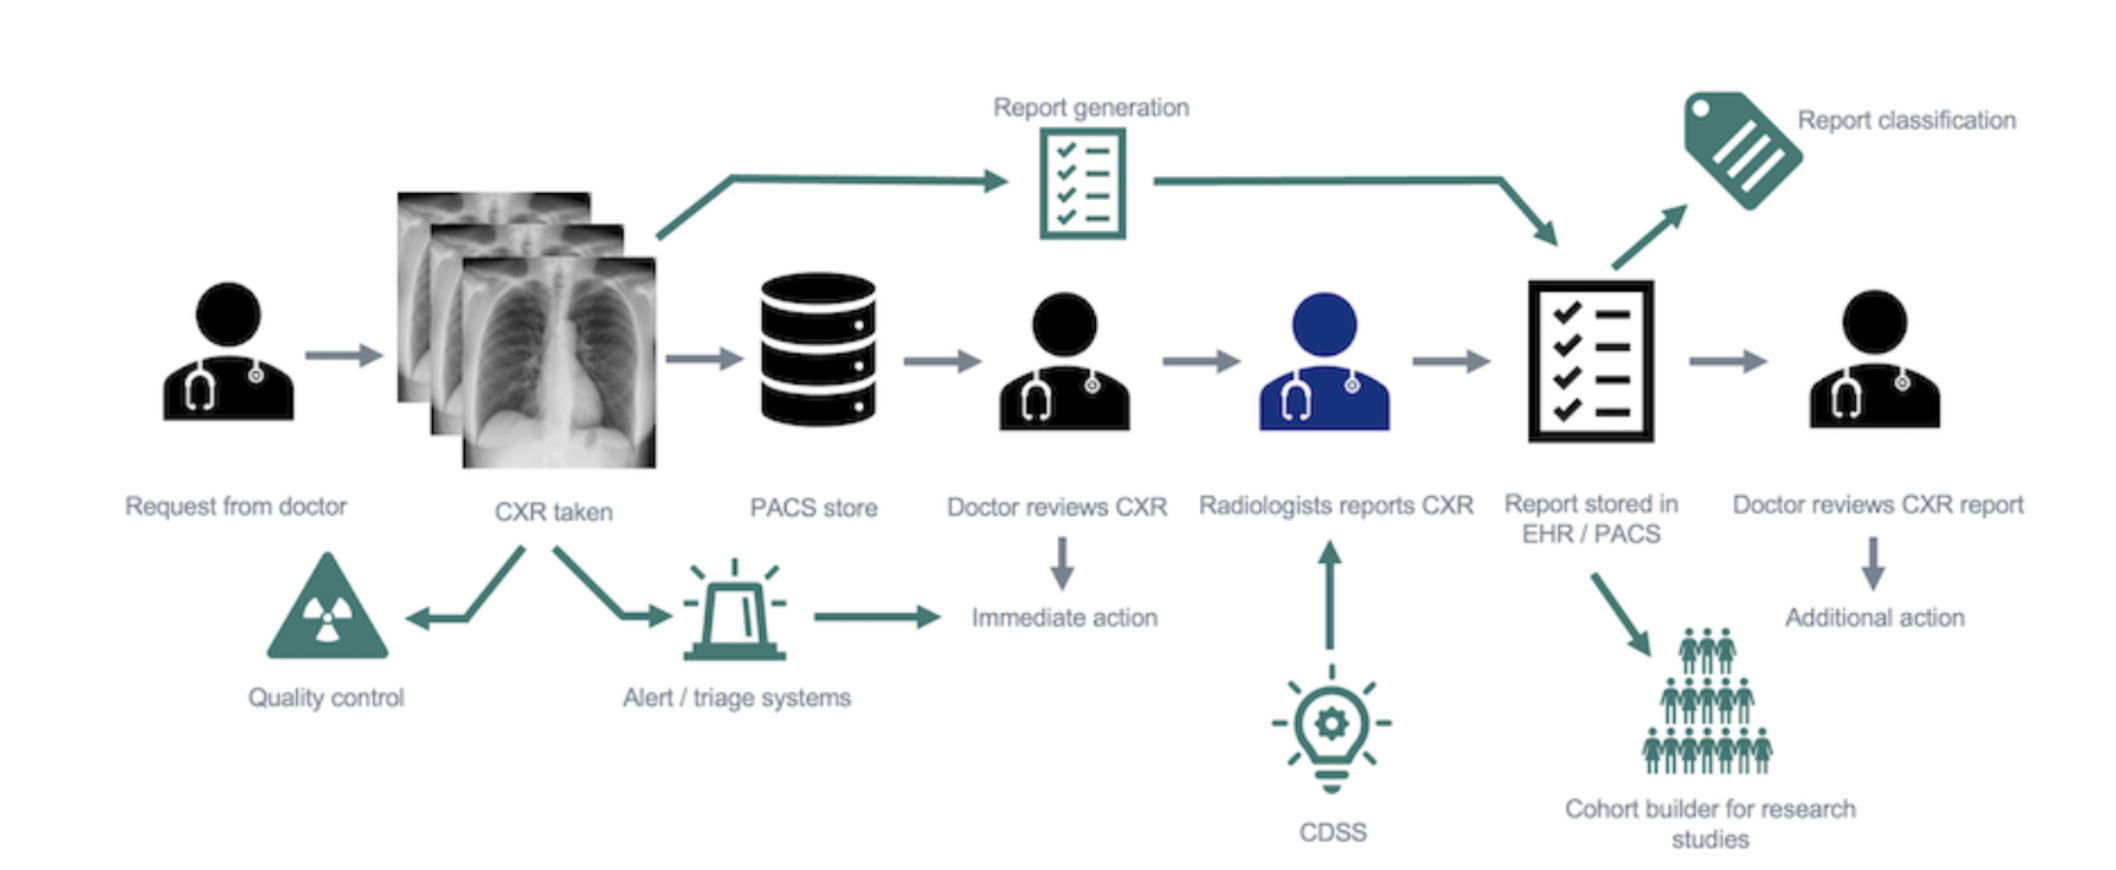 Report generation
Report classification
Request from doctor
CXR taken
PACS store
Doctor reviews CXR
Radiologists reports CXR
Report stored in
EHR / PACS
Doctor reviews CXR report
Immediate action
Additional action
Quality control
Alert / triage systems
CDSS
Cohort builder for research
studies